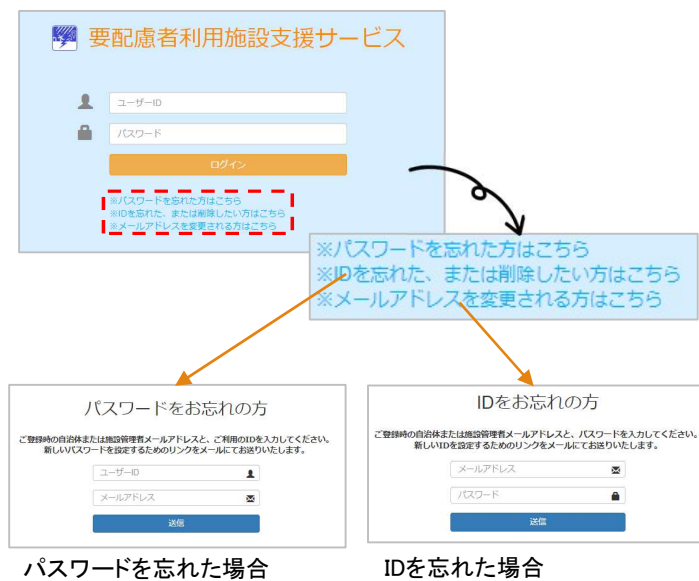 要配慮者利用施設支援サービス
ユーザーID
パスワード
ログイン
※パスワードを忘れた方はこちら
※IDを忘れた、または削除したい方はこちら
※メールアドレスを変更される方はこちら
※パスワードを忘れた方はこちら
※IDを忘れた、または削除したい方はこちら
※メールアドレスを変更される方はこちら
パスワードをお忘れの方
ご登録時の自治体または施設管理者メールアドレスと、ご利用のIDを入力してください。
新しいパスワードを設定するためのリンクをメールにてお送りいたします。
ユーザーID
メールアドレス
送信
パスワードを忘れた場合
IDをお忘れの方
ご登録時の自治体または施設管理者メールアドレスと、パスワードを入力してください。
新しいIDを設定するためのリンクをメールにてお送りいたします。
メールアドレス
パスワード
送信
IDを忘れた場合